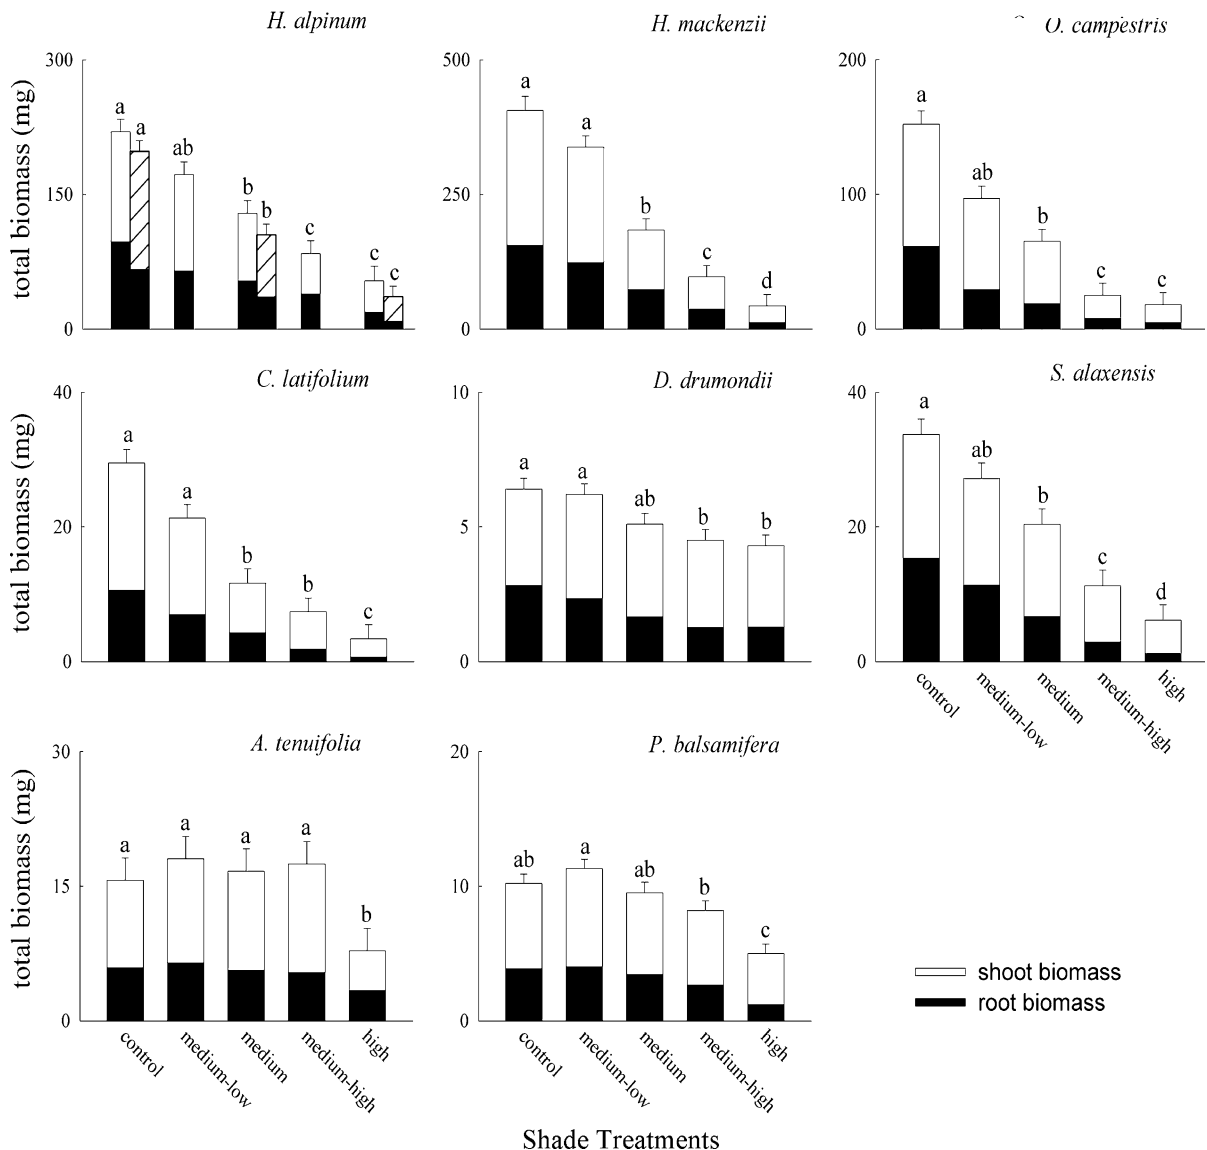 H. alpinum
H. mackenzii
O. campestris
total biomass (mg)
300
150
0
a
a
ab
b
b
c
c
c
500
250
0
a
a
b
c
d
200
100
0
a
ab
b
c
c
C. latifolium
D. drumondii
S. alaxensis
total biomass (mg)
40
20
0
a
a
b
b
c
10
5
0
a
a
ab
b
b
40
20
0
a
ab
b
c
d
control
medium-low
medium
medium-high
high
A. tenuifolia
P. balsamifera
total biomass (mg)
30
15
0
a
a
a
a
b
control
medium-low
medium
medium-high
high
20
10
0
ab
a
ab
b
c
control
medium-low
medium
medium-high
high
shoot biomass
root biomass
Shade Treatments